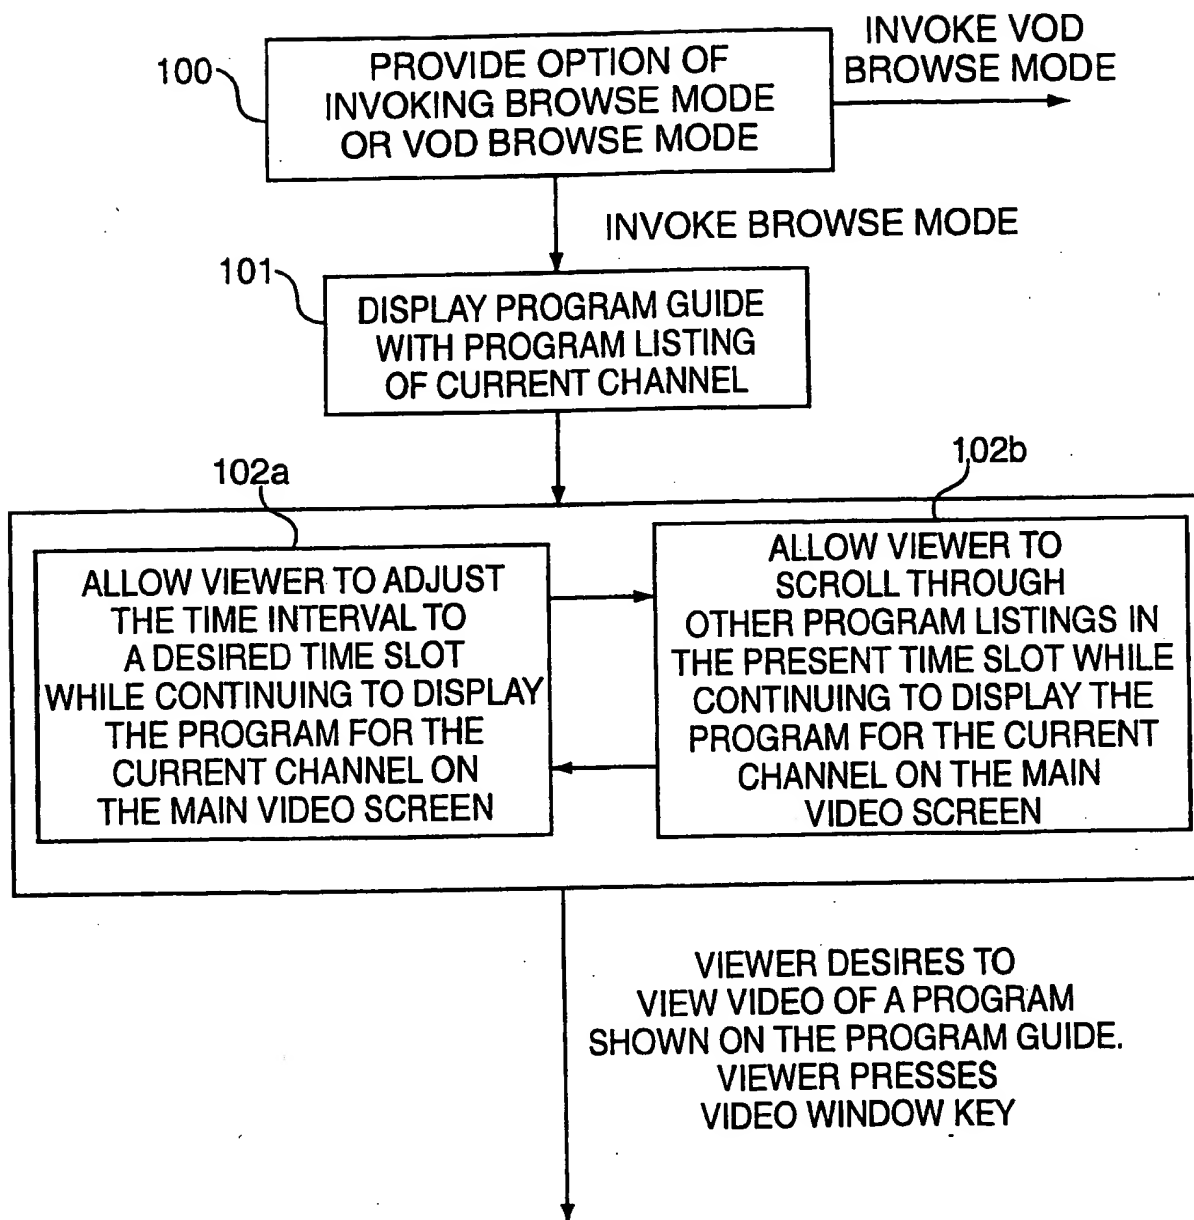 INVOKE VOD
BROWSE MODE
100
PROVIDE OPTION OF
INVOKING BROWSE MODE
OR VOD BROWSE MODE
INVOKE BROWSE MODE
101
DISPLAY PROGRAM GUIDE
WITH PROGRAM LISTING
OF CURRENT CHANNEL
102a
102b
ALLOW VIEWER TO ADJUST
THE TIME INTERVAL TO
A DESIRED TIME SLOT
WHILE CONTINUING TO DISPLAY
THE PROGRAM FOR THE
CURRENT CHANNEL ON
THE MAIN VIDEO SCREEN
ALLOW VIEWER TO
SCROLL THROUGH
OTHER PROGRAM LISTINGS IN
THE PRESENT TIME SLOT WHILE
CONTINUING TO DISPLAY THE
PROGRAM FOR THE CURRENT
CHANNEL ON THE MAIN
VIDEO SCREEN
VIEWER DESIRES TO
VIEW VIDEO OF A PROGRAM
SHOWN ON THE PROGRAM GUIDE.
VIEWER PRESSES
VIDEO WINDOW KEY